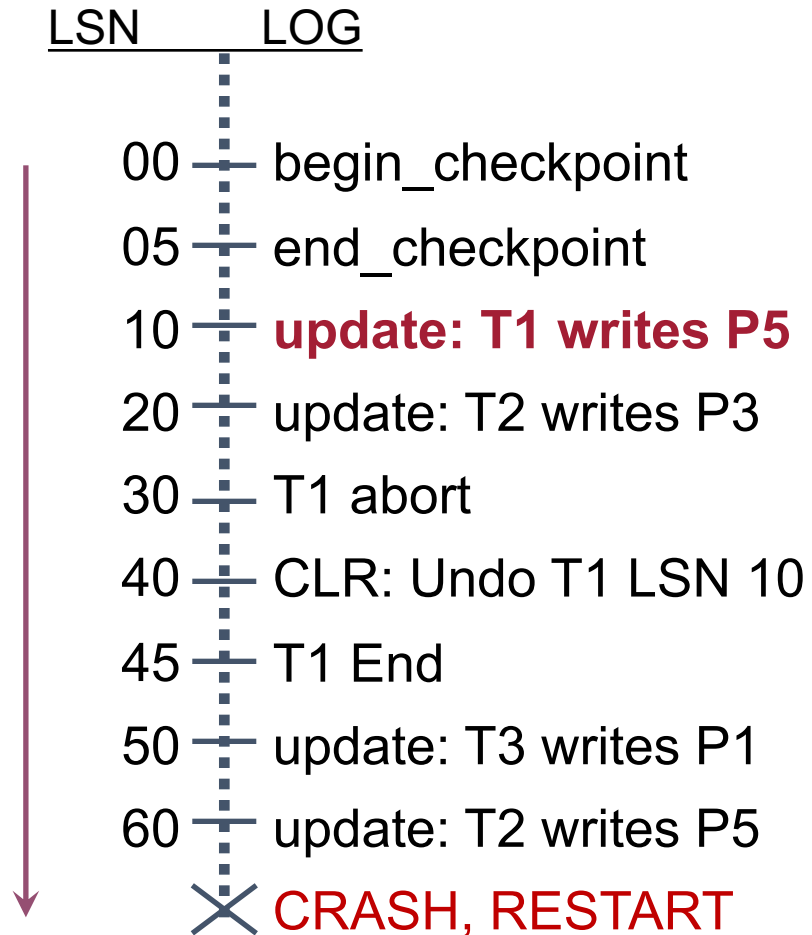 LSN LOG
00 begin_checkpoint
05 end_checkpoint
10 update: T1 writes P5
20 update: T2 writes P3
30 T1 abort
40 CLR: Undo T1 LSN 10
45 T1 End
50 update: T3 writes P1
60 update: T2 writes P5
CRASH, RESTART